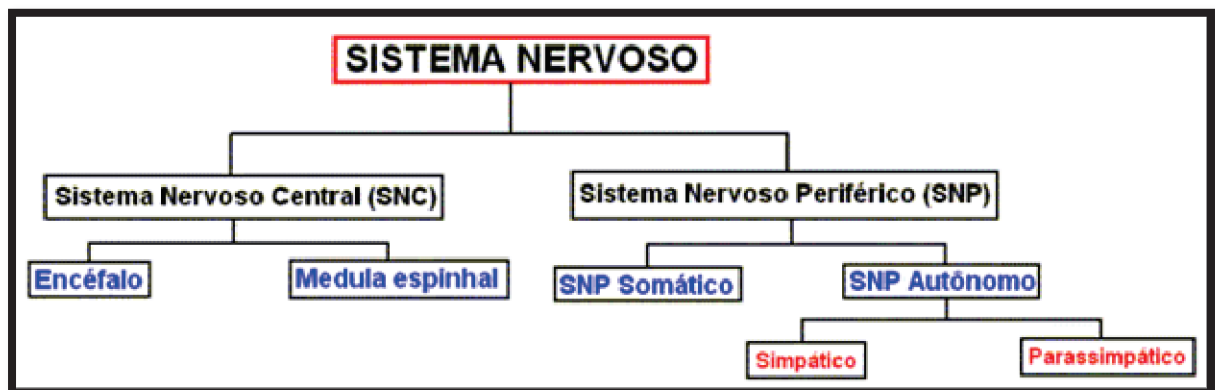 SISTEMA NERVOSO
Sistema Nervoso Central (SNC)
Sistema Nervoso Periférico (SNP)
Encéfalo
Medula espinhal
SNP Somático
SNP Autônomo
Simpático
Parassimpático